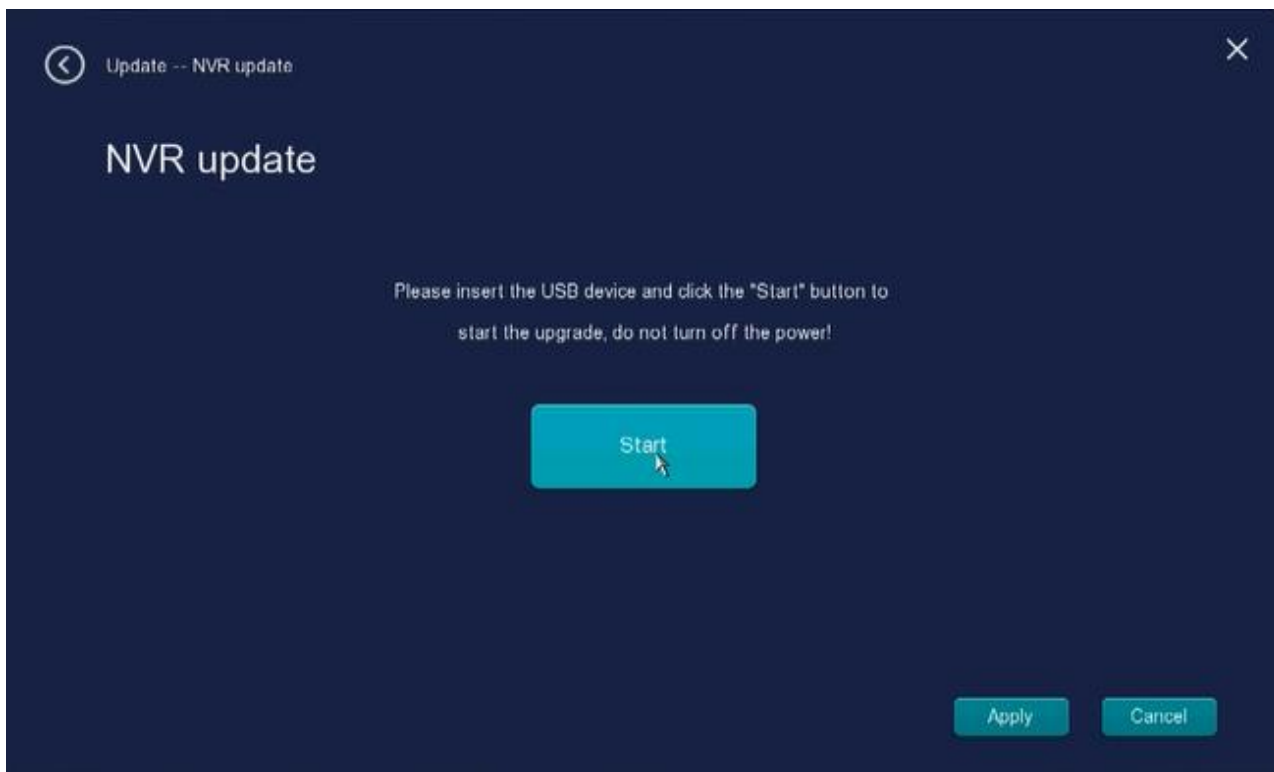 Update -- NVR update
NVR update
Please insert the USB device and click the "Start" button to
start the upgrade, do not turn off the power!
Start
Apply
Cancel